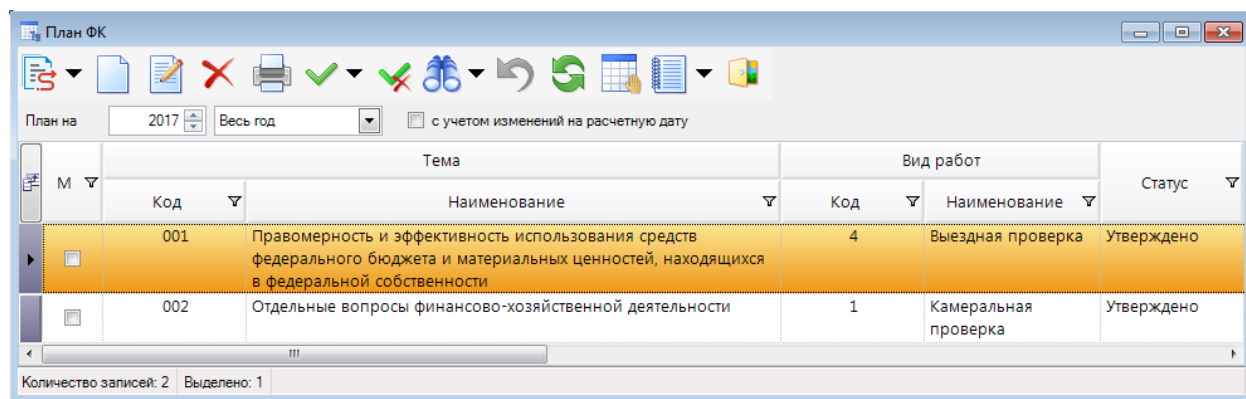 План ФК
План на 2017 Весь год с учетом изменений на расчетную дату
М Тема Вид работ Статус
Код Наименование Код Наименование
001 Правомерность и эффективность использования средств 4 Выездная проверка Утверждено
федерального бюджета и материальных ценностей, находящихся
в федеральной собственности
002 Отдельные вопросы финансово-хозяйственной деятельности 1 Камеральная Утверждено
проверка
Количество записей: 2 Выделено: 1